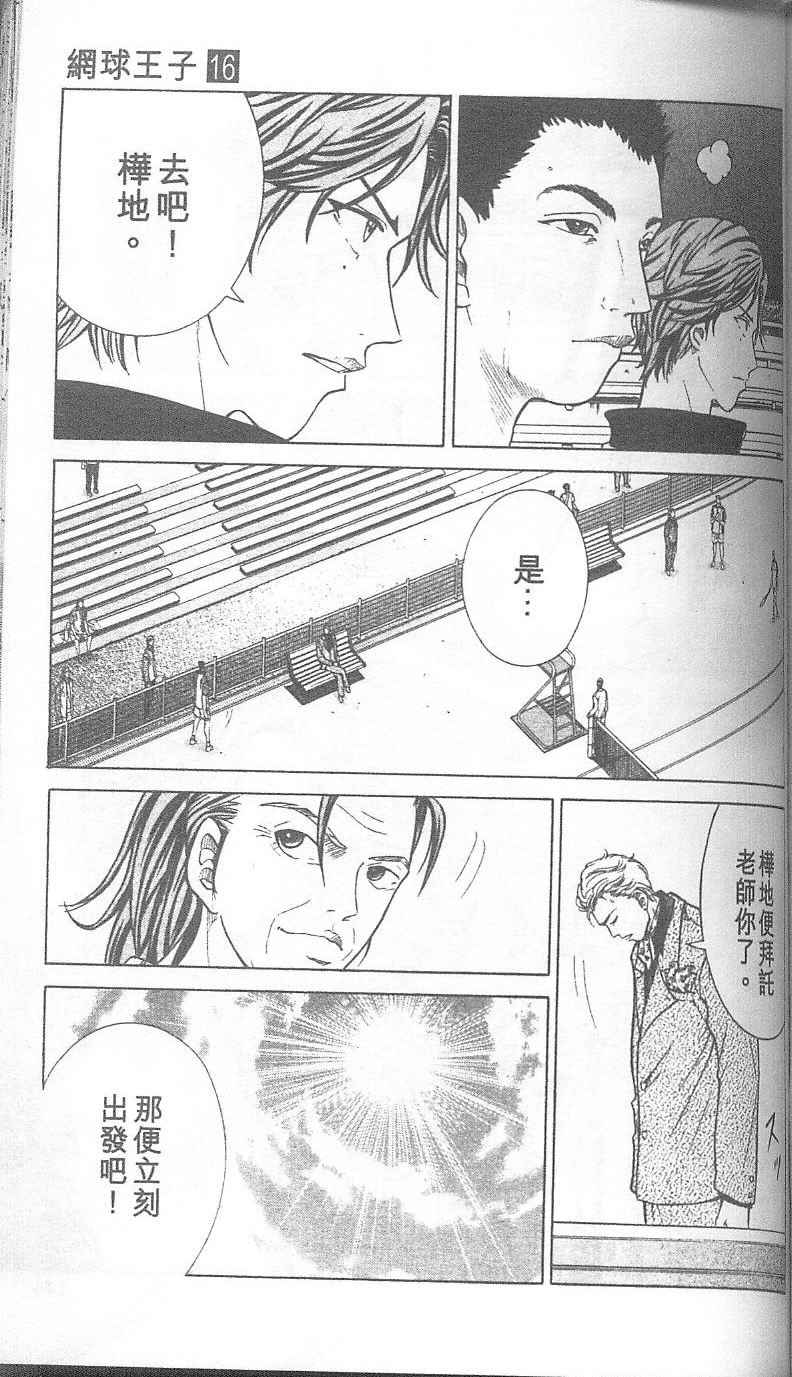 網球王子 16
去吧！
樺地。
是…
樺地便拜託
老師你了。
スッ
那便立刻
出發吧！